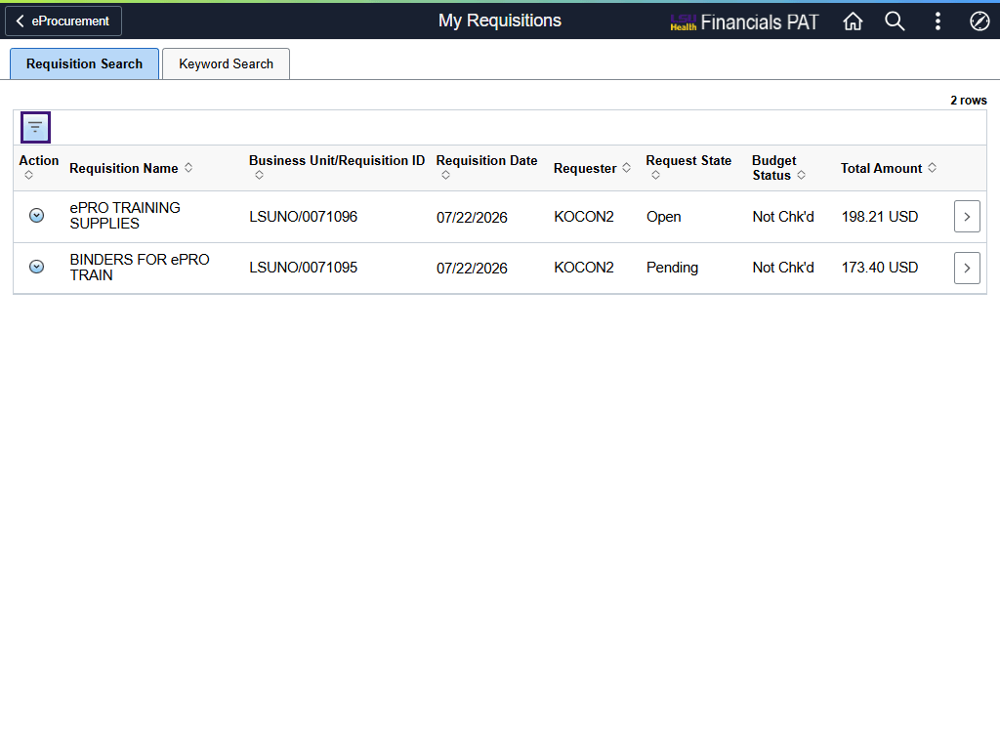 eProcurement
My Requisitions
LSU Health Financials PAT
Requisition Search
Keyword Search
2 rows
Action
Requisition Name
Business Unit/Requisition ID
Requisition Date
Requester
Request State
Budget Status
Total Amount
ePRO TRAINING SUPPLIES
LSUNO/0071096
07/22/2026
KOCON2
Open
Not Chk'd
198.21 USD
BINDERS FOR ePRO TRAIN
LSUNO/0071095
07/22/2026
KOCON2
Pending
Not Chk'd
173.40 USD